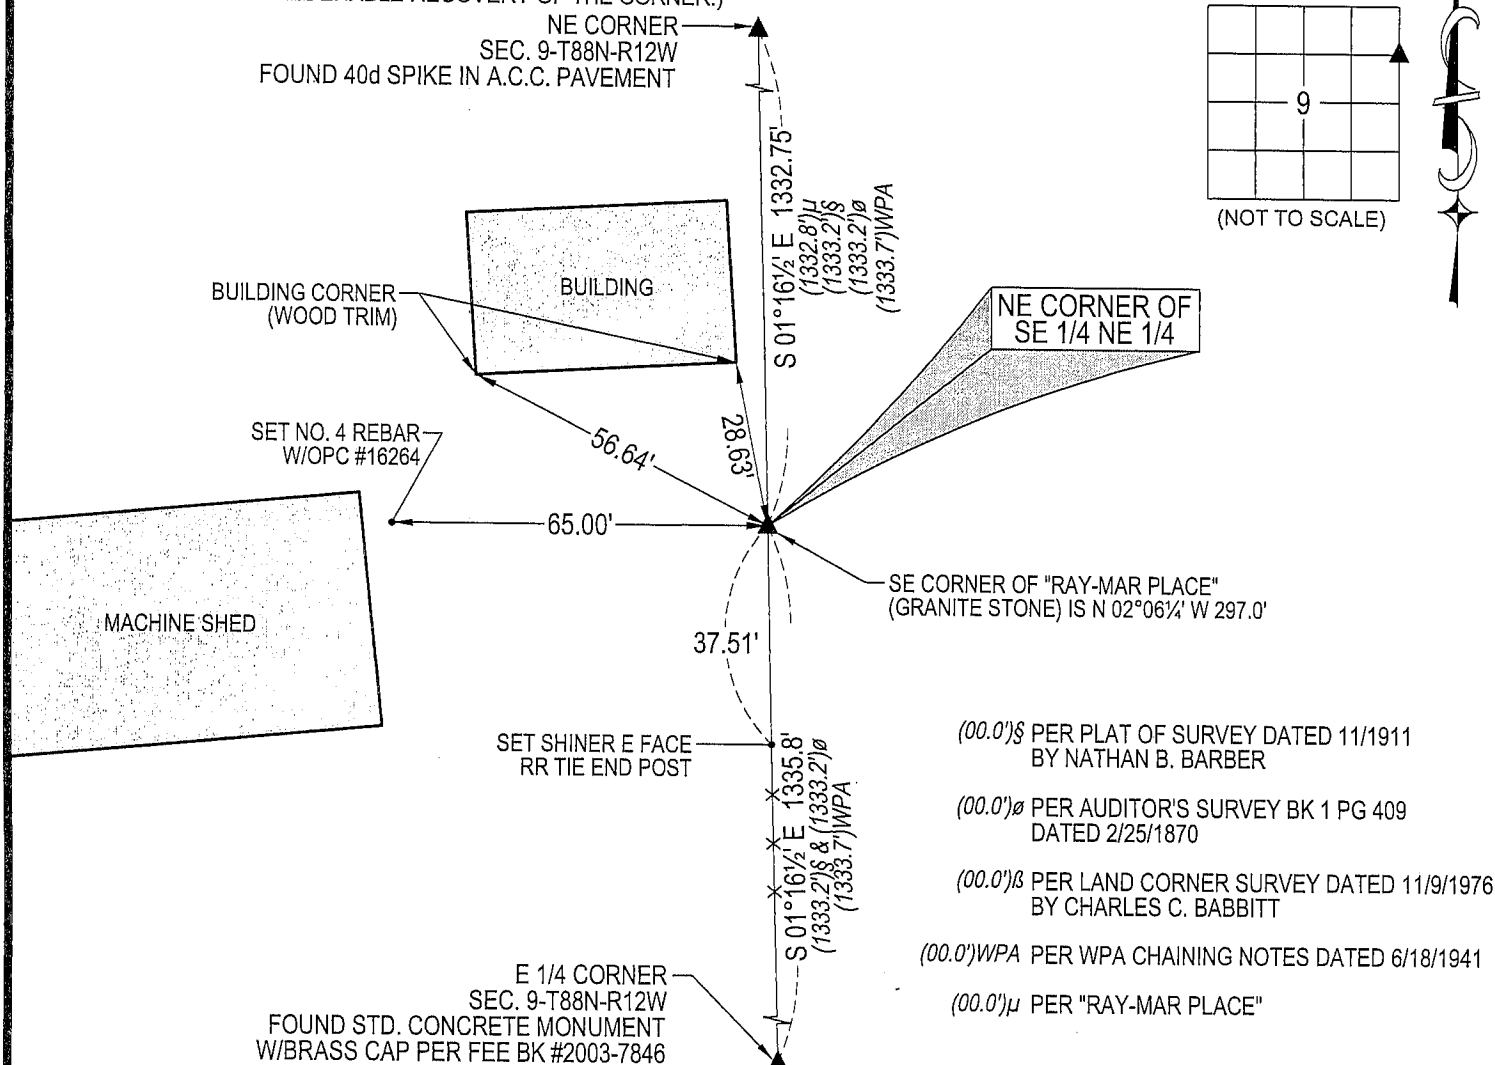 NE CORNER
SEC. 9-T88N-R12W
FOUND 40d SPIKE IN A.C.C. PAVEMENT
9
(NOT TO SCALE)
S 01°16½' E 1332.75'
(1332.8')µ
(1333.2')§
(1333.2')ø
(1333.7')WPA
BUILDING
BUILDING CORNER
(WOOD TRIM)
NE CORNER OF
SE 1/4 NE 1/4
SET NO. 4 REBAR
W/OPC #16264
56.64'
28.63'
65.00'
MACHINE SHED
SE CORNER OF "RAY-MAR PLACE"
(GRANITE STONE) IS N 02°06¼' W 297.0'
37.51'
SET SHINER E FACE
RR TIE END POST
S 01°16½' E 1335.8'
(1333.2')§ & (1333.2')ø
(1333.7')WPA
(00.0')§ PER PLAT OF SURVEY DATED 11/1911
BY NATHAN B. BARBER
(00.0')ø PER AUDITOR'S SURVEY BK 1 PG 409
DATED 2/25/1870
(00.0')ß PER LAND CORNER SURVEY DATED 11/9/1976
BY CHARLES C. BABBITT
(00.0')WPA PER WPA CHAINING NOTES DATED 6/18/1941
(00.0')µ PER "RAY-MAR PLACE"
E 1/4 CORNER
SEC. 9-T88N-R12W
FOUND STD. CONCRETE MONUMENT
W/BRASS CAP PER FEE BK #2003-7846